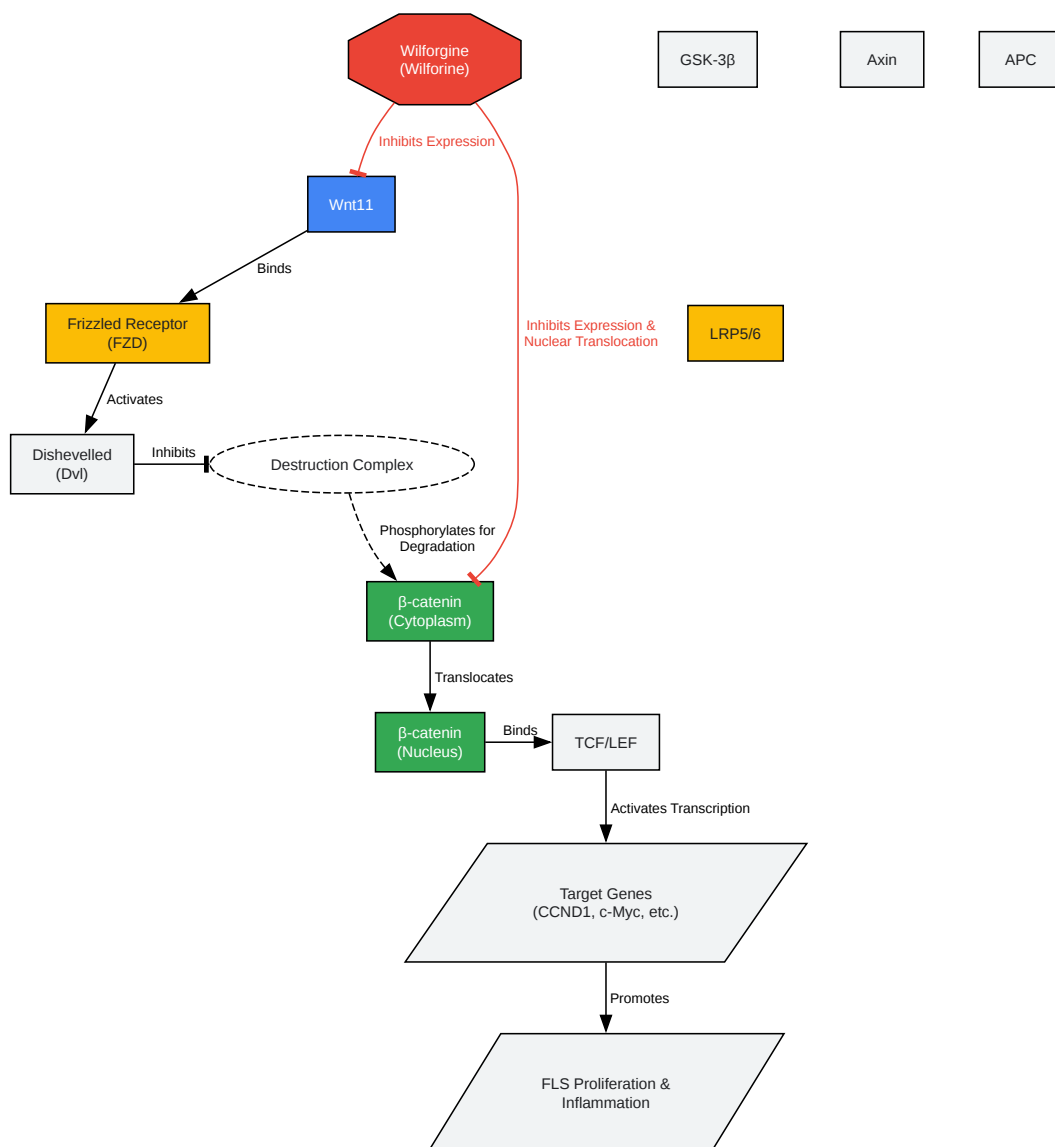 Wilforgine
(Wilforine)
GSK-3β
Axin
APC
Inhibits Expression
Wnt11
Binds
Frizzled Receptor
(FZD)
Inhibits Expression &
Nuclear Translocation
LRP5/6
Activates
Dishevelled
(Dvl)
Inhibits
Destruction Complex
Phosphorylates for
Degradation
β-catenin
(Cytoplasm)
Translocates
β-catenin
(Nucleus)
Binds
TCF/LEF
Activates Transcription
Target Genes
(CCND1, c-Myc, etc.)
Promotes
FLS Proliferation &
Inflammation